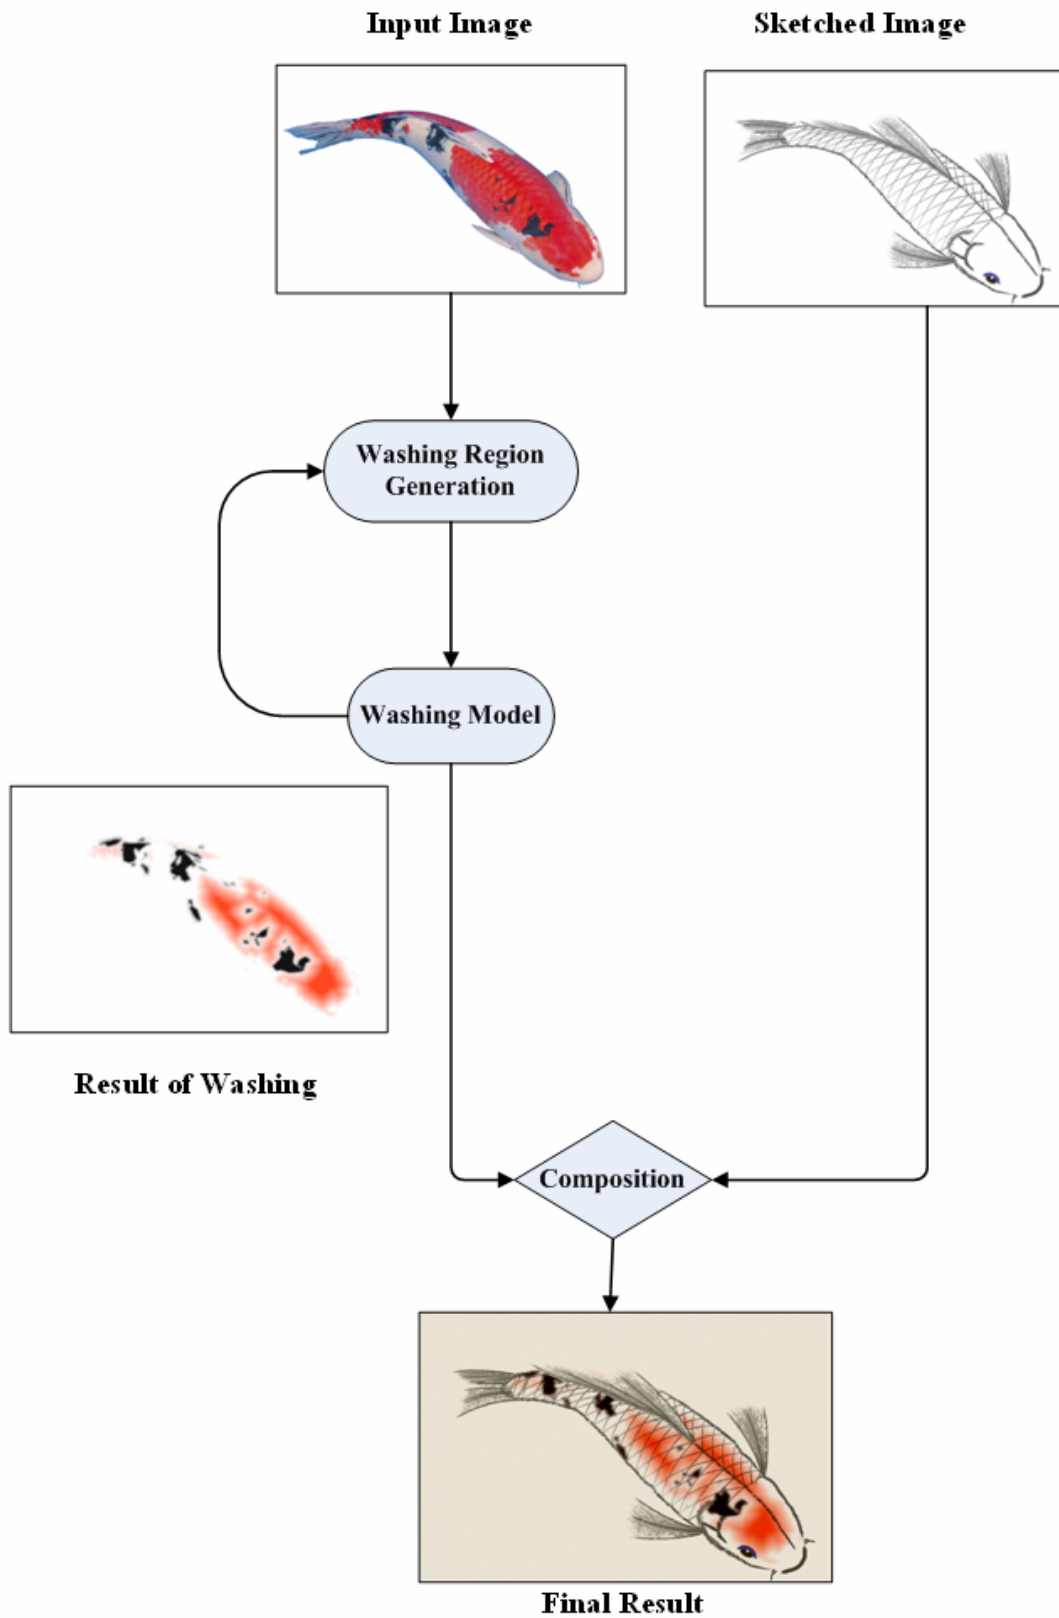 Input Image
Sketched Image
Washing Region
Generation
Washing Model
Result of Washing
Composition
Final Result